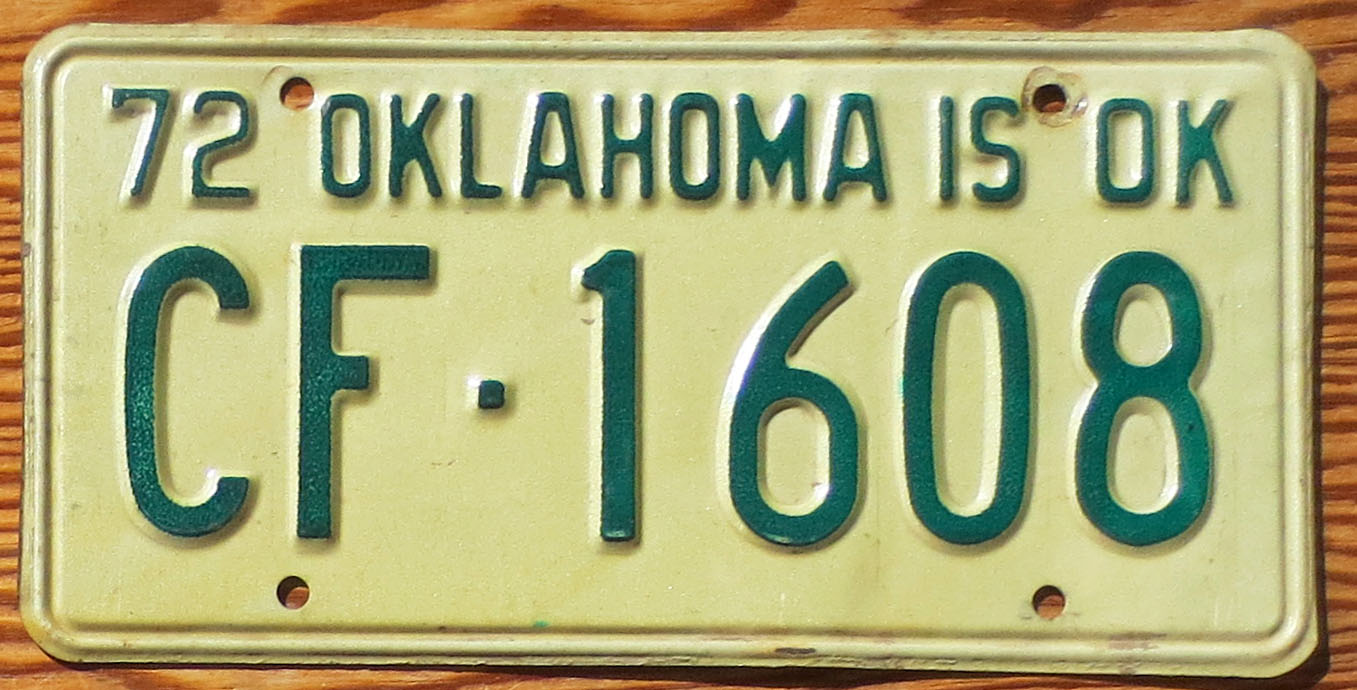 72 OKLAHOMA IS OK
CF·1608